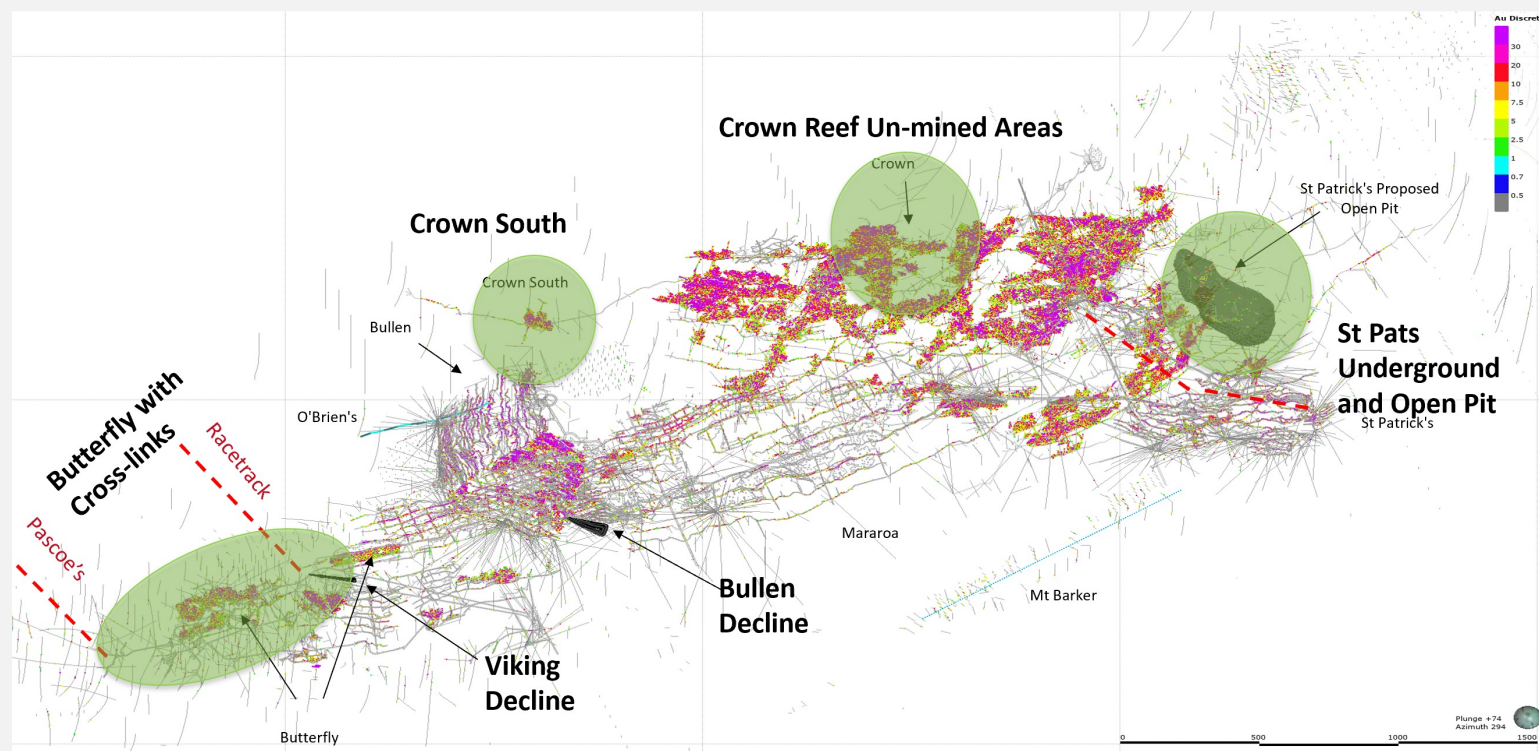 Au Discret
30
20
10
7.5
5
2.5
1
0.7
0.5
Crown Reef Un-mined Areas
Crown
St Patrick's Proposed
Open Pit
Crown South
Crown South
Bullen
St Pats
Underground
and Open Pit
St Patrick's
O'Brien's
Butterfly with
Cross-links
Racetrack
Pascoe's
Mararoa
Bullen
Decline
Mt Barker
Viking
Decline
Butterfly
Plunge +74
Azimuth 294
0
500
1000
1500